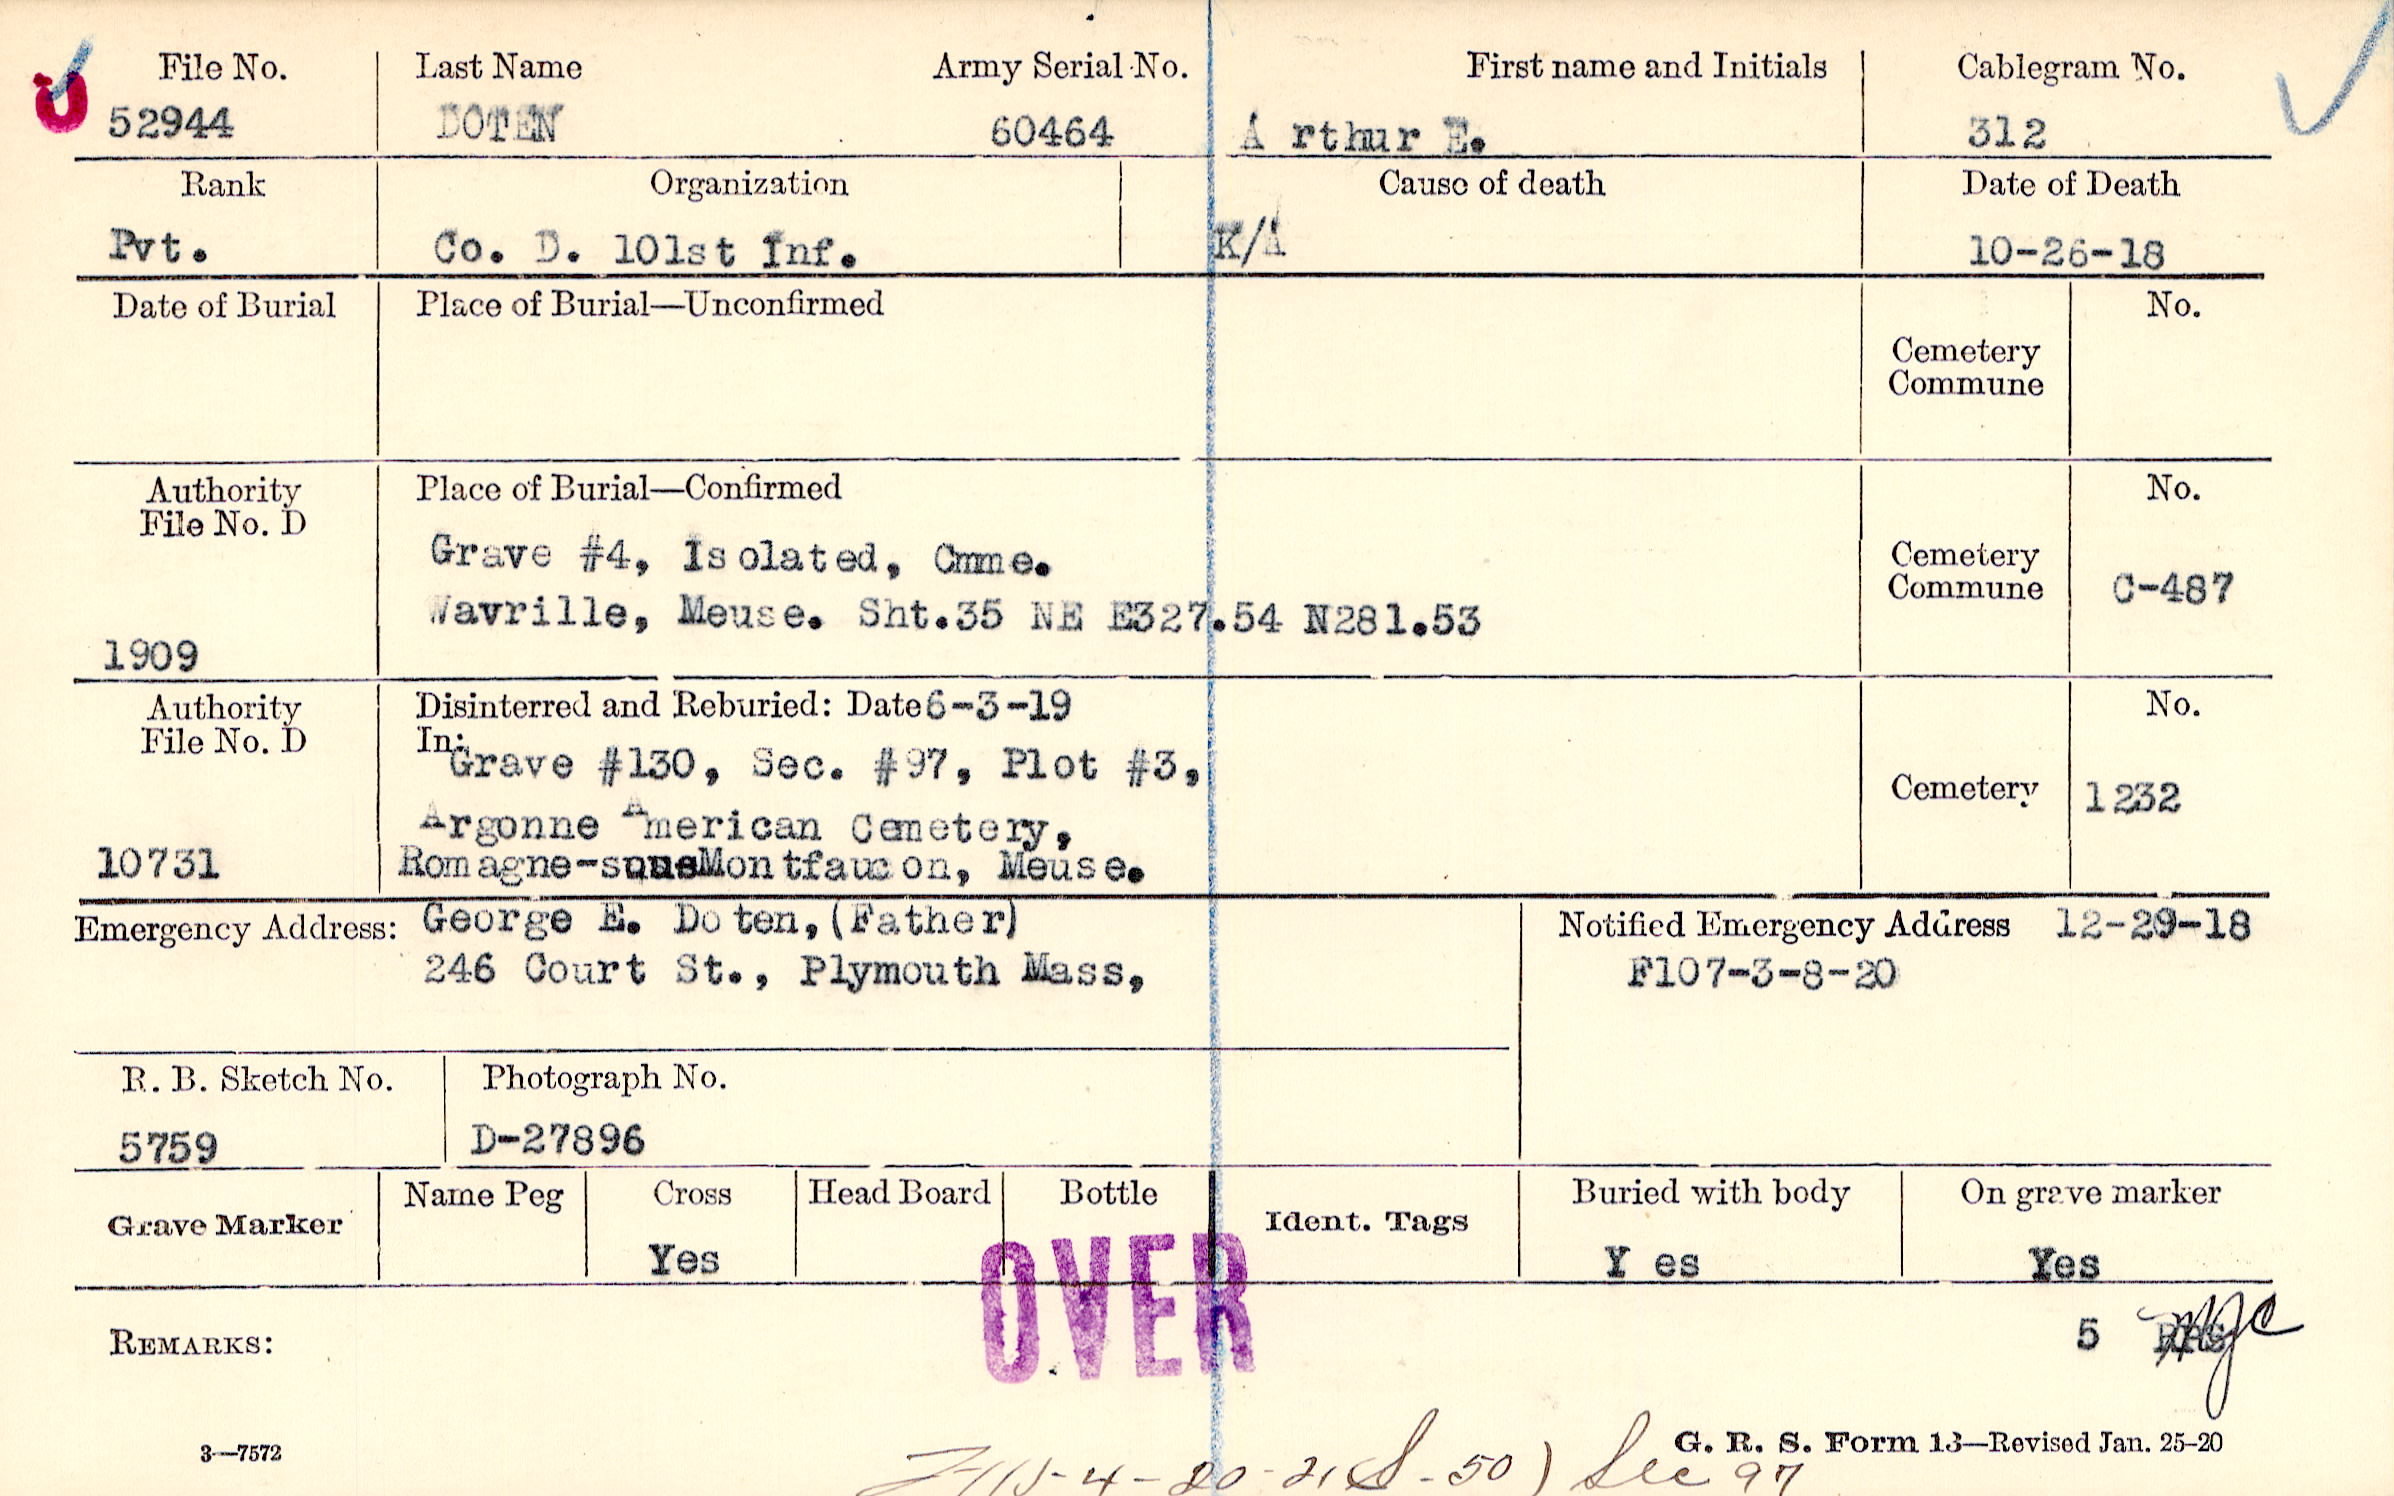 File No. Last Name Army Serial No. First name and Initials Cablegram No.
52944 DOTEN 60464 A rthur E. 312
Rank Organization Cause of death Date of Death
Pvt. Co. D. 101st Inf. K/A 10-26-18
Date of Burial Place of Burial—Unconfirmed No.
Cemetery
Commune
Authority Place of Burial—Confirmed No.
File No. D
Grave #4, Isolated, Cmme. Cemetery
Commune C-487
Wavrille, Meuse. Sht.35 NE E327.54 N281.53
1909
Authority Disinterred and Reburied: Date 6-3-19 No.
File No. D In:
Grave #130, Sec. #97, Plot #3,
Cemetery 1232
Argonne American Cemetery,
10731 Romagne-sousMontfaucon, Meuse.
Emergency Address: George E. Doten,(Father) Notified Emergency Address 12-29-18
246 Court St., Plymouth Mass, F107-3-8-20
R. B. Sketch No. Photograph No.
5759 D-27896
Grave Marker Name Peg Cross Head Board Bottle Ident. Tags Buried with body On grave marker
Yes Y es Yes
OVER
REMARKS: 5
3—7572 G. R. S. Form 13—Revised Jan. 25-20
-50) Sec 97